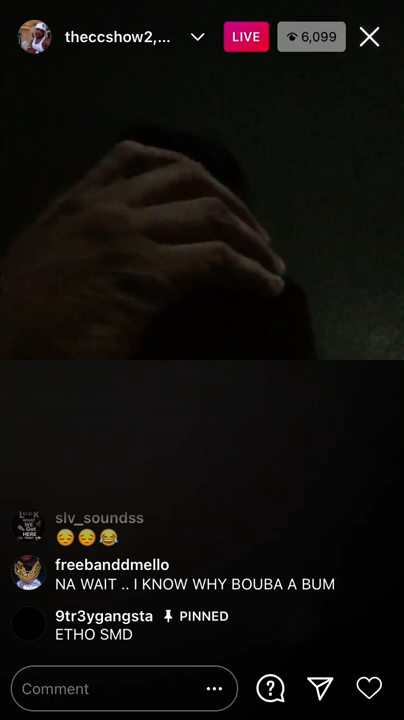 theccshow2,...
LIVE
6,099
slv_soundss
😔😔😂
freebanddmello
NA WAIT .. I KNOW WHY BOUBA A BUM
9tr3ygangsta PINNED
ETHO SMD
Comment